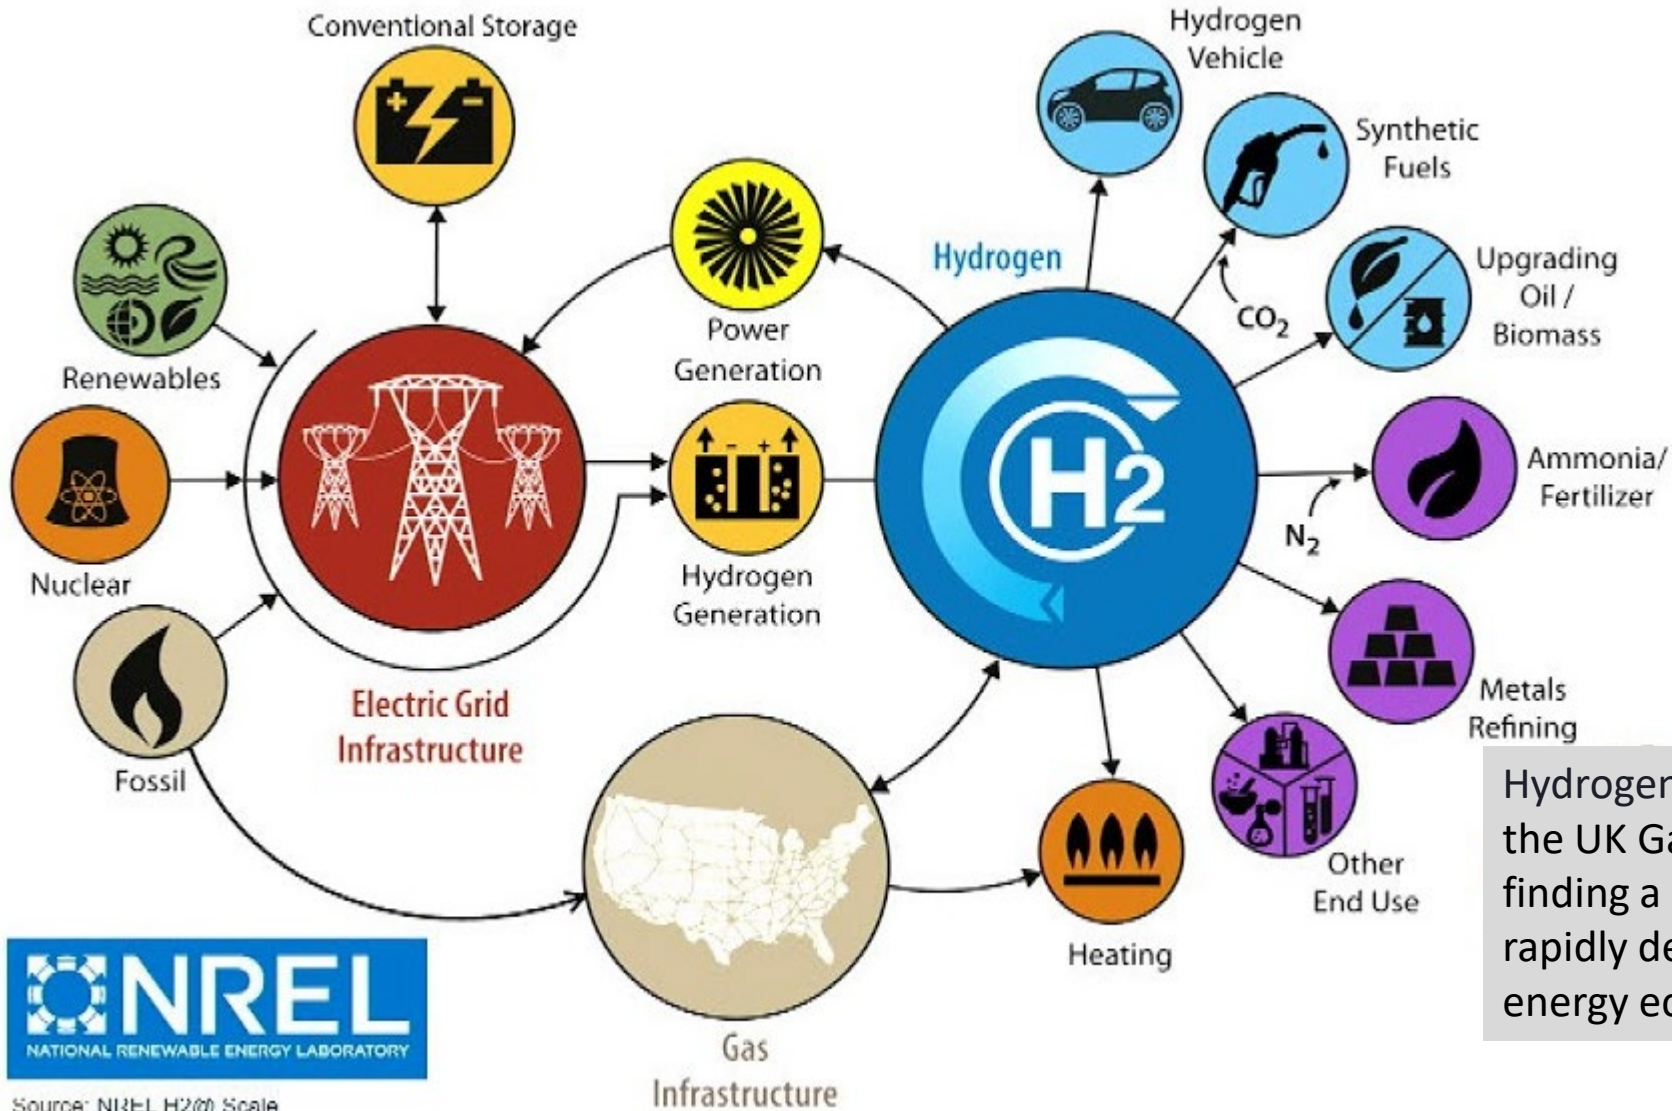 Conventional Storage
Hydrogen
Vehicle
Synthetic
Fuels
Hydrogen
Upgrading
Oil /
Biomass
CO₂
Power
Generation
Renewables
H2
Ammonia/
Fertilizer
N₂
Nuclear
Hydrogen
Generation
Electric Grid
Infrastructure
Metals
Refining
Fossil
Hydrogen
the UK Ga
finding a
rapidly de
energy ec
Other
End Use
Heating
NREL
NATIONAL RENEWABLE ENERGY LABORATORY
Gas
Infrastructure
Source: NREL H2@ Scale